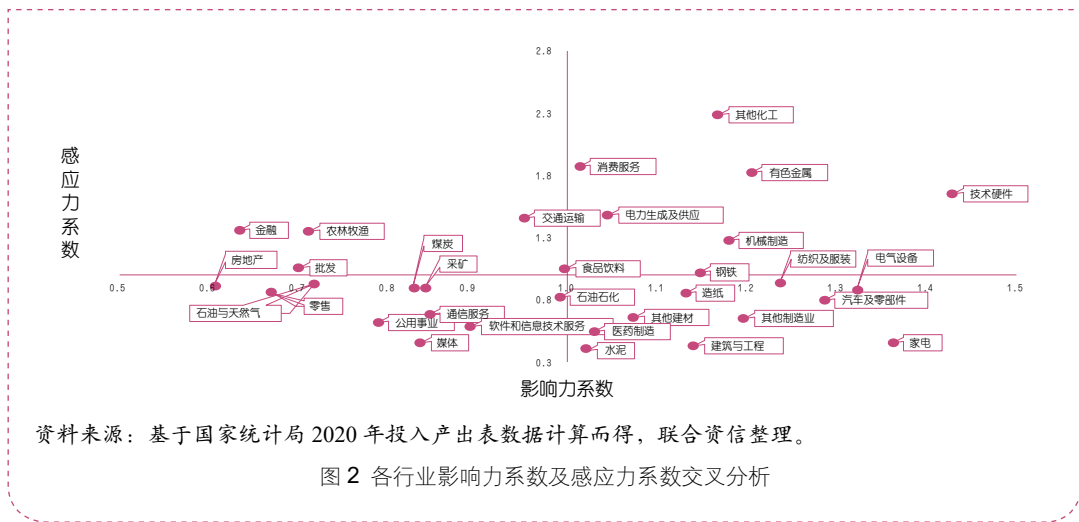 2.8
2.3
其他化工
消费服务
1.8
有色金属
技术硬件
感应力系数
交通运输
电力生成及供应
金融
农林牧渔
煤炭
1.3
机械制造
房地产
批发
采矿
食品饮料
钢铁
纺织及服装
电气设备
0.5
0.6
0.7
0.8
0.9
1.0
1.1
1.2
1.3
1.4
1.5
石油与天然气
零售
0.8
石油石化
造纸
汽车及零部件
公用事业
通信服务
软件和信息技术服务
其他建材
其他制造业
医药制造
媒体
水泥
建筑与工程
家电
0.3
影响力系数
资料来源：基于国家统计局 2020 年投入产出表数据计算而得，联合资信整理。
图 2 各行业影响力系数及感应力系数交叉分析